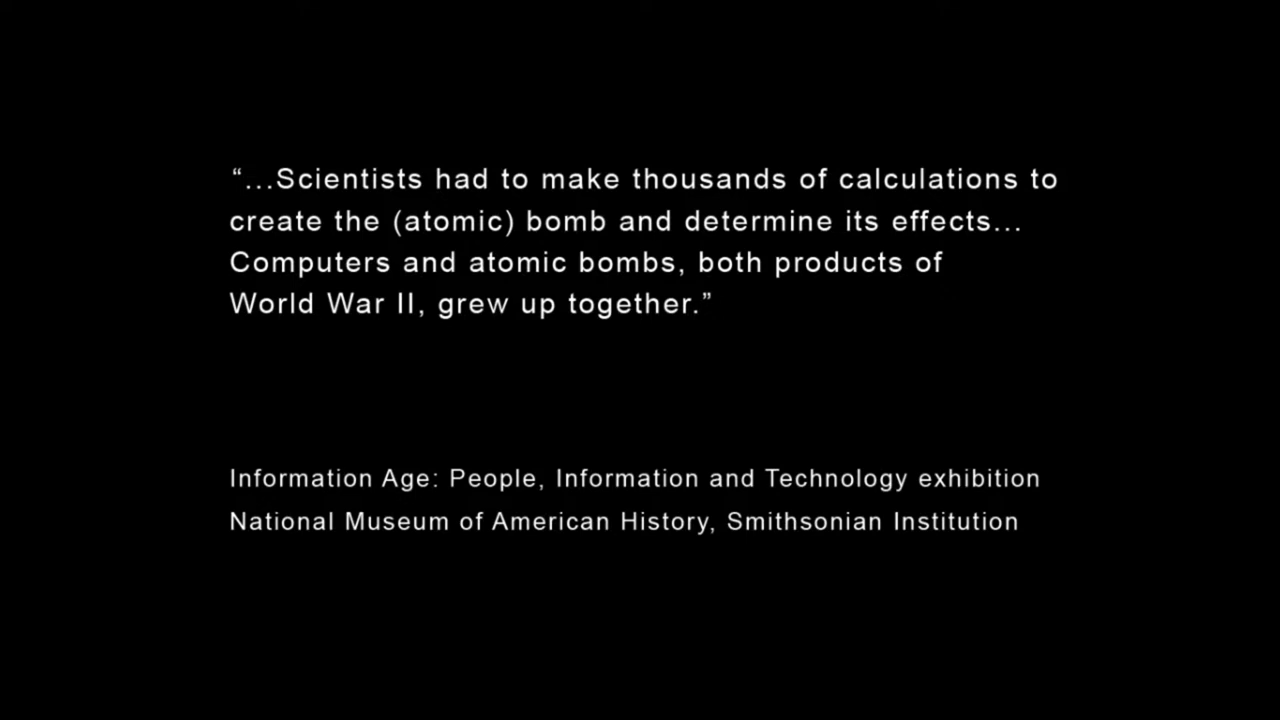 “...Scientists had to make thousands of calculations to
create the (atomic) bomb and determine its effects...
Computers and atomic bombs, both products of
World War II, grew up together.”
Information Age: People, Information and Technology exhibition
National Museum of American History, Smithsonian Institution